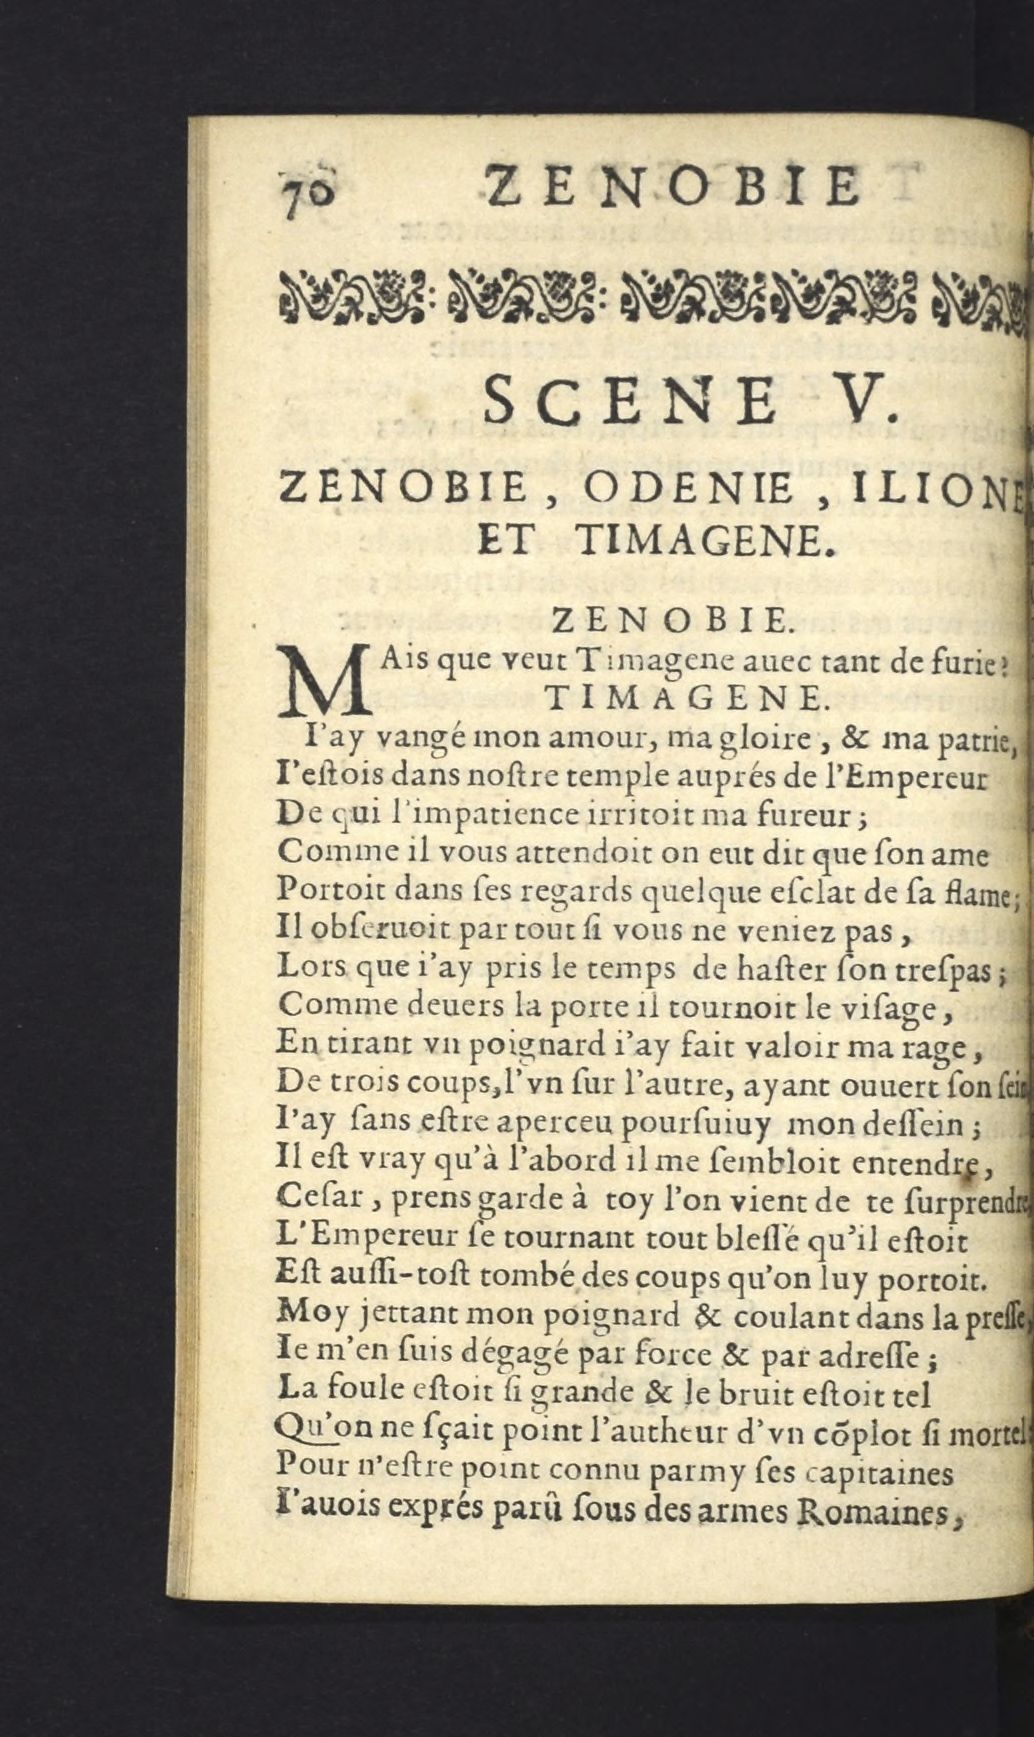 70 ZENOBIE
SCENE V.
ZENOBIE, ODENIE, ILIONE
ET TIMAGENE.
ZENOBIE.
MAis que veut Timagene auec tant de furie?
TIMAGENE.
I'ay vangé mon amour, ma gloire, & ma patrie,
I'eſtois dans noſtre temple auprés de l'Empereur
De qui l'impatience irritoit ma fureur;
Comme il vous attendoit on eut dit que ſon ame
Portoit dans ſes regards quelque eſclat de ſa flame;
Il obſeruoit par tout ſi vous ne veniez pas,
Lors que i'ay pris le temps de haſter ſon treſpas;
Comme deuers la porte il tournoit le viſage,
En tirant vn poignard i'ay fait valoir ma rage,
De trois coups, l'vn ſur l'autre, ayant ouuert ſon ſein
I'ay ſans eſtre aperceu pourſuiuy mon deſſein;
Il eſt vray qu'à l'abord il me ſembloit entendre,
Ceſar, prens garde à toy l'on vient de te ſurprendre
L'Empereur ſe tournant tout bleſſé qu'il eſtoit
Eſt auſſi-toſt tombé des coups qu'on luy portoit.
Moy jettant mon poignard & coulant dans la preſſe,
Ie m'en ſuis dégagé par force & par adreſſe;
La foule eſtoit ſi grande & le bruit eſtoit tel
Qu'on ne ſçait point l'autheur d'vn cõplot ſi mortel:
Pour n'eſtre point connu parmy ſes capitaines
I'auois exprés parû ſous des armes Romaines,